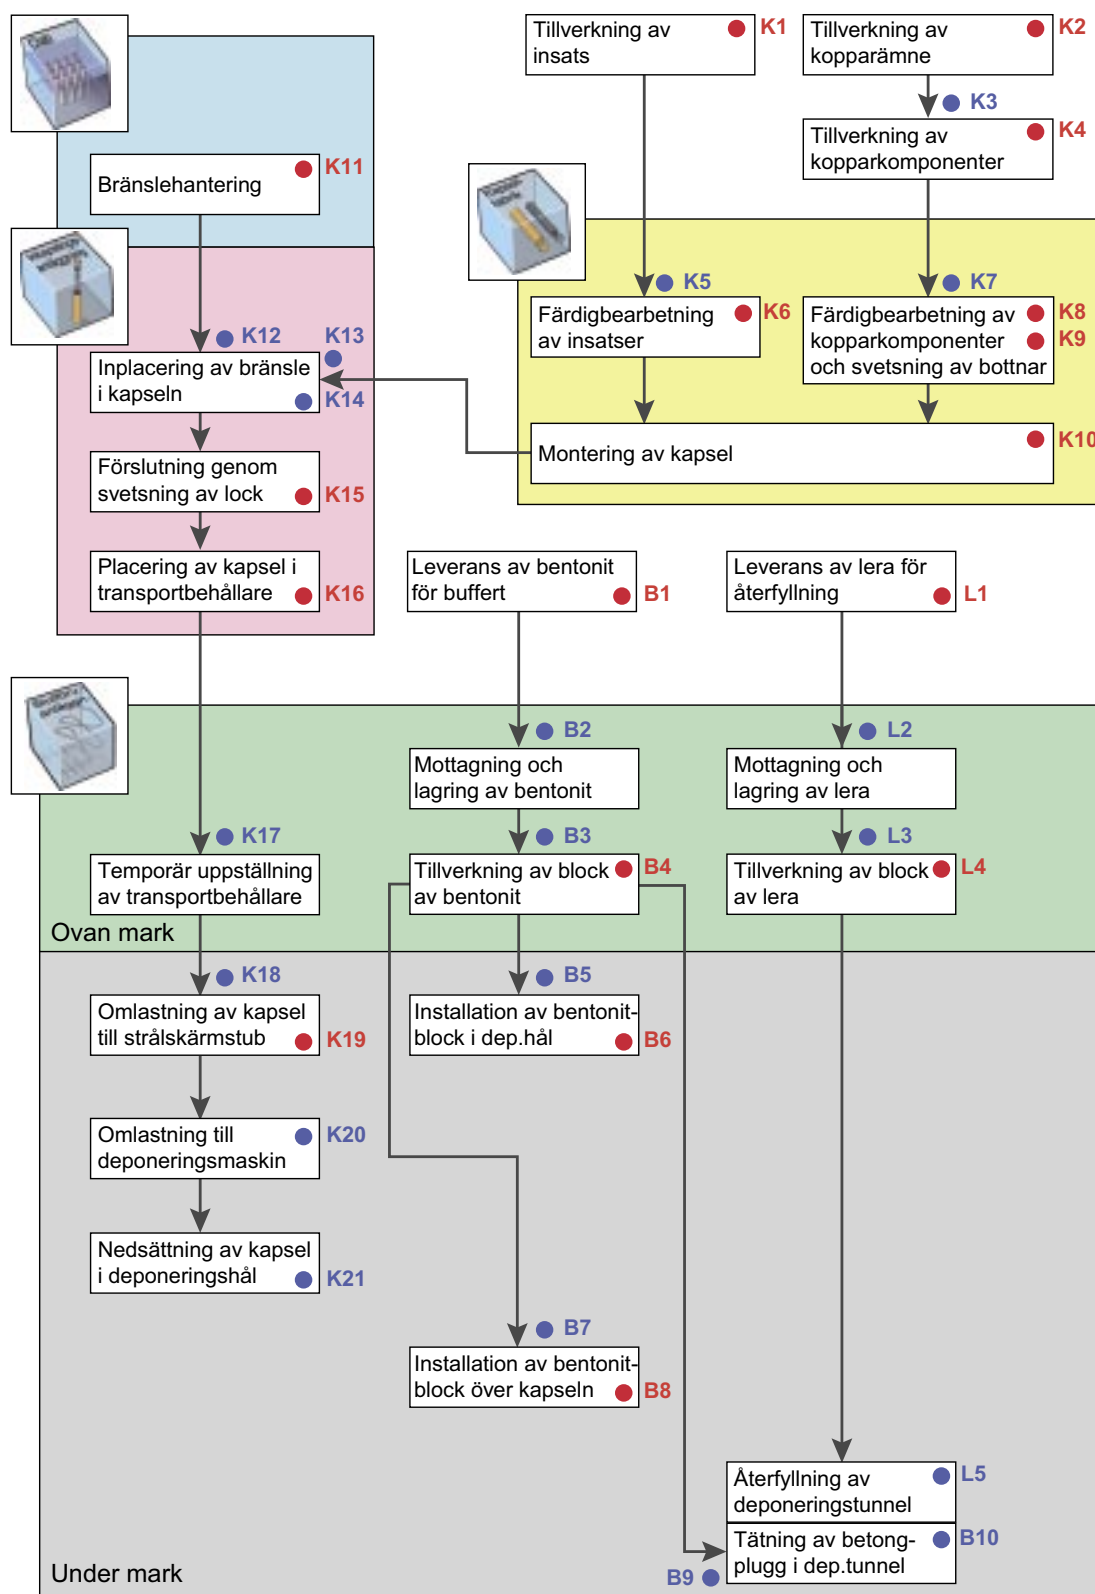 Tillverkning av
insats
K1
Tillverkning av
kopparämne
K2
K3
Tillverkning av
kopparkomponenter
K4
Bränslehantering
K11
K5
Färdigbearbetning
av insatser
K6
K7
Färdigbearbetning av
kopparkomponenter
och svetsning av bottnar
K8
K9
K12
K13
Inplacering av bränsle
i kapseln
K14
Montering av kapsel
K10
Förslutning genom
svetsning av lock
K15
Placering av kapsel i
transportbehållare
K16
Leverans av bentonit
för buffert
B1
Leverans av lera för
återfyllning
L1
B2
Mottagning och
lagring av bentonit
L2
Mottagning och
lagring av lera
K17
Temporär uppställning
av transportbehållare
B3
Tillverkning av block
av bentonit
B4
L3
Tillverkning av block
av lera
L4
Ovan mark
K18
Omlastning av kapsel
till strålskärmstub
K19
B5
Installation av bentonit-
block i dep.hål
B6
Omlastning till
deponeringsmaskin
K20
Nedsättning av kapsel
i deponeringshål
K21
B7
Installation av bentonit-
block över kapseln
B8
Återfyllning av
deponeringstunnel
L5
Tätning av betong-
plugg i dep.tunnel
B10
B9
Under mark